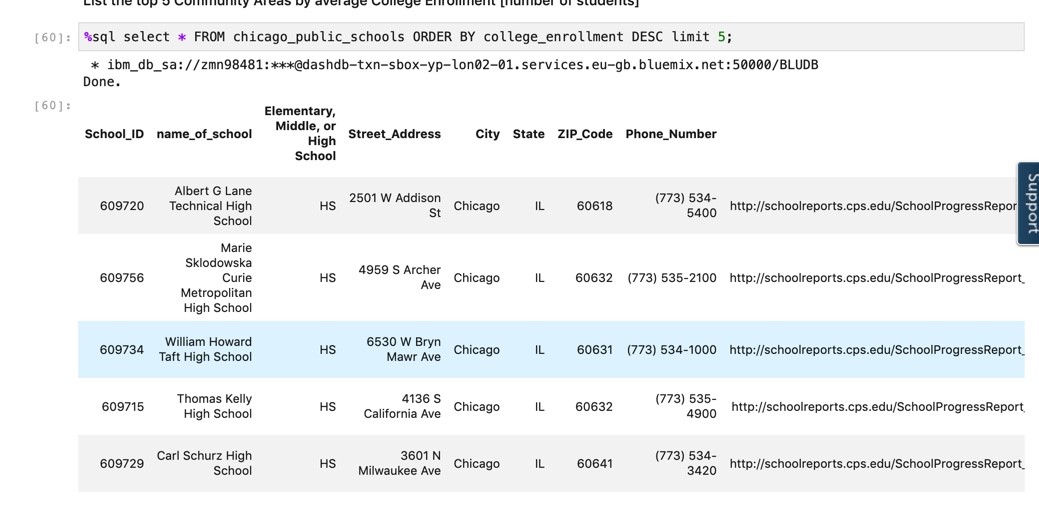 List the top 5 Community Areas by average College Enrollment [number of students]
[60]: %sql select * FROM chicago_public_schools ORDER BY college_enrollment DESC limit 5;
* ibm_db_sa://zmn98481:***@dashdb-txn-sbox-yp-lon02-01.services.eu-gb.bluemix.net:50000/BLUDB
Done.
[60]:
School_ID name_of_school Elementary, Middle, or High School Street_Address City State ZIP_Code Phone_Number
609720 Albert G Lane Technical High School HS 2501 W Addison St Chicago IL 60618 (773) 534-5400 http://schoolreports.cps.edu/SchoolProgressRepor
609756 Marie Sklodowska Curie Metropolitan High School HS 4959 S Archer Ave Chicago IL 60632 (773) 535-2100 http://schoolreports.cps.edu/SchoolProgressReport_
609734 William Howard Taft High School HS 6530 W Bryn Mawr Ave Chicago IL 60631 (773) 534-1000 http://schoolreports.cps.edu/SchoolProgressReport_
609715 Thomas Kelly High School HS 4136 S California Ave Chicago IL 60632 (773) 535-4900 http://schoolreports.cps.edu/SchoolProgressReport
609729 Carl Schurz High School HS 3601 N Milwaukee Ave Chicago IL 60641 (773) 534-3420 http://schoolreports.cps.edu/SchoolProgressReport_
Support